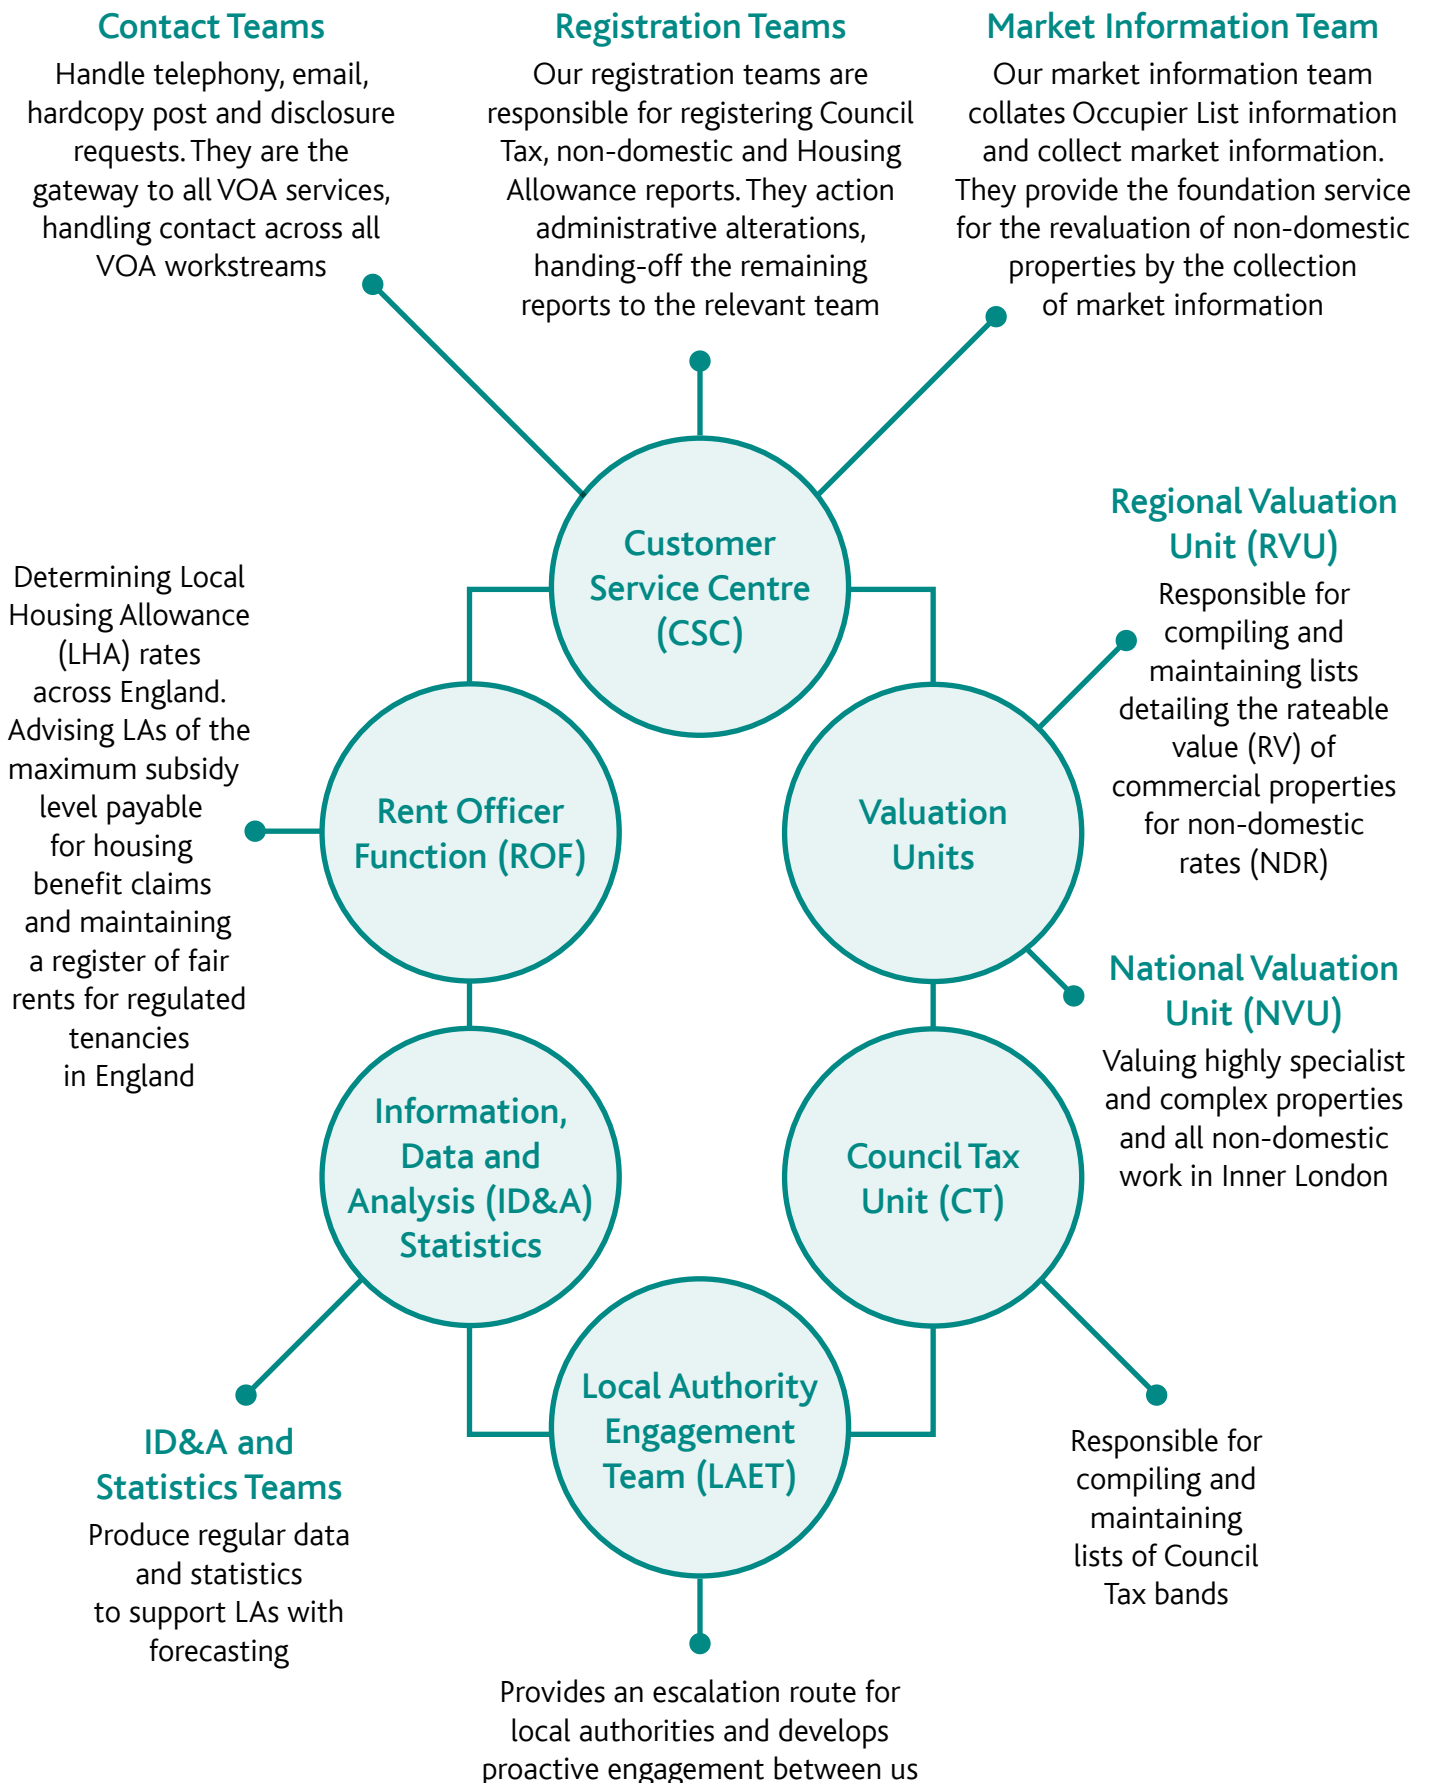 Contact Teams
Handle telephony, email,
hardcopy post and disclosure
requests. They are the
gateway to all VOA services,
handling contact across all
VOA workstreams
Registration Teams
Our registration teams are
responsible for registering Council
Tax, non-domestic and Housing
Allowance reports. They action
administrative alterations,
handing-off the remaining
reports to the relevant team
Market Information Team
Our market information team
collates Occupier List information
and collect market information.
They provide the foundation service
for the revaluation of non-domestic
properties by the collection
of market information
Customer
Service Centre
(CSC)
Regional Valuation
Unit (RVU)
Responsible for
compiling and
maintaining lists
detailing the rateable
value (RV) of
commercial properties
for non-domestic
rates (NDR)
Determining Local
Housing Allowance
(LHA) rates
across England.
Advising LAs of the
maximum subsidy
level payable
for housing
benefit claims
and maintaining
a register of fair
rents for regulated
tenancies
in England
Rent Officer
Function (ROF)
Valuation
Units
National Valuation
Unit (NVU)
Valuing highly specialist
and complex properties
and all non-domestic
work in Inner London
Information,
Data and
Analysis (ID&A)
Statistics
Council Tax
Unit (CT)
Local Authority
Engagement
Team (LAET)
ID&A and
Statistics Teams
Produce regular data
and statistics
to support LAs with
forecasting
Responsible for
compiling and
maintaining
lists of Council
Tax bands
Provides an escalation route for
local authorities and develops
proactive engagement between us